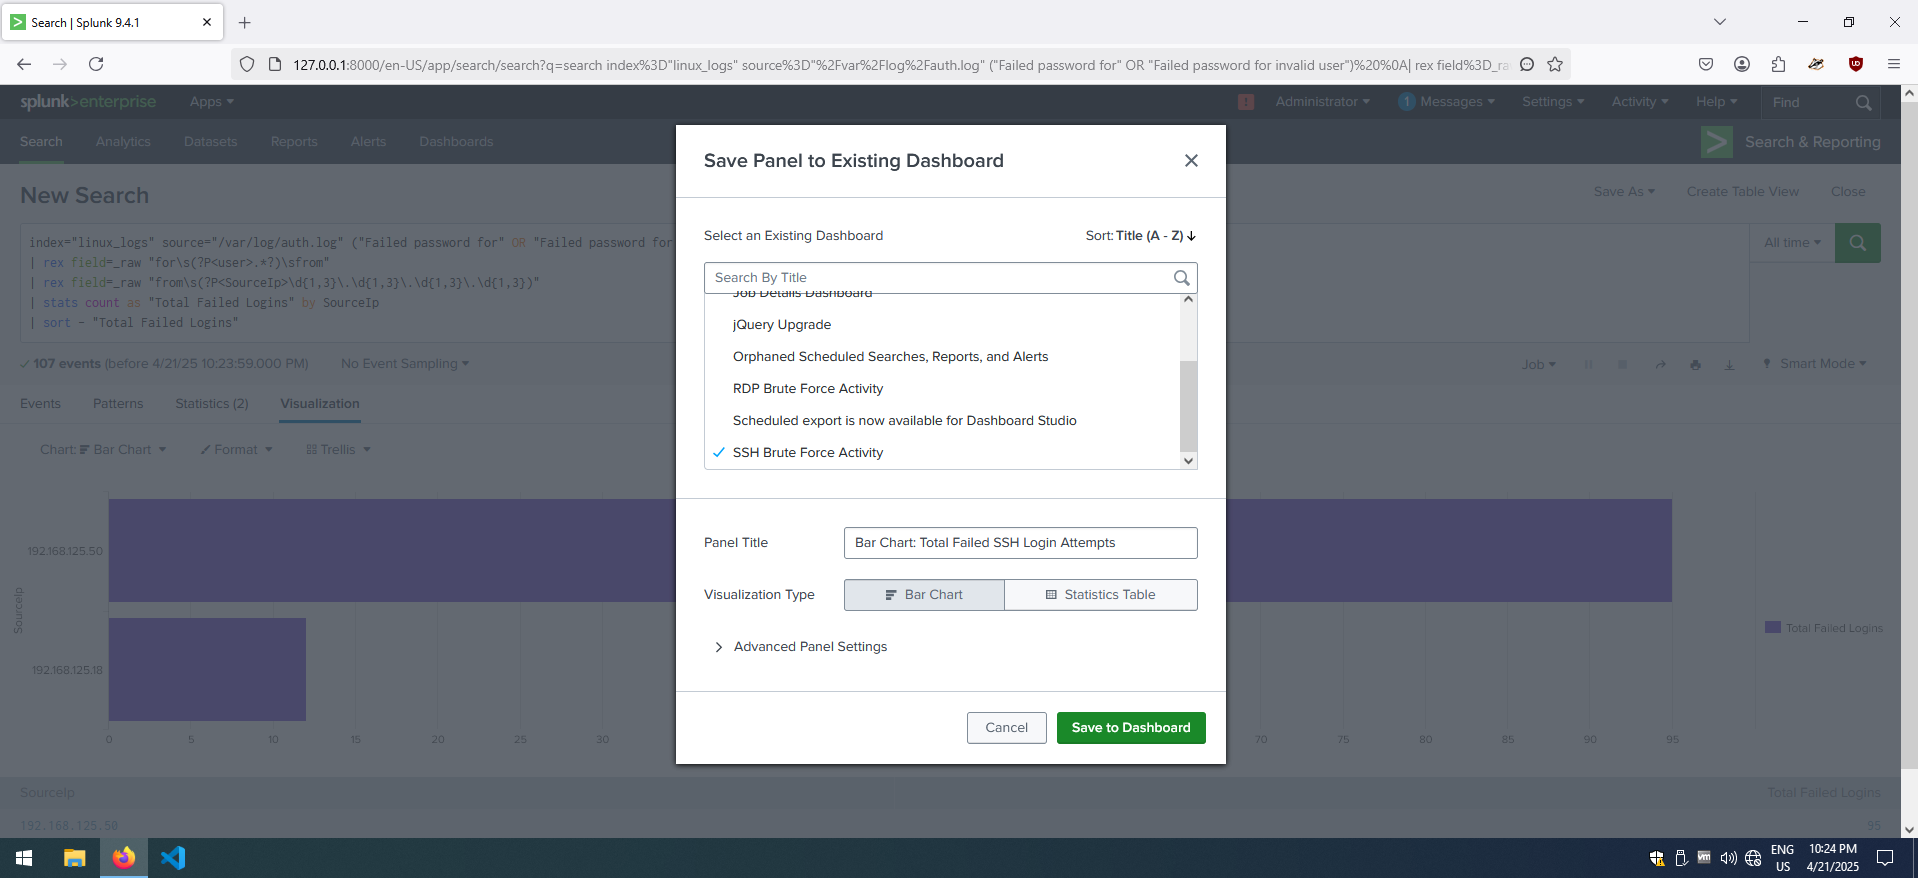 Search | Splunk 9.4.1
127.0.0.1:8000/en-US/app/search/search?q=search index%3D"linux_logs" source%3D"%2Fvar%2Flog%2Fauth.log" ("Failed password for" OR "Failed password for invalid user")%20%0A| rex field%3D_ra
splunk>enterprise Apps
! Administrator 1 Messages Settings Activity Help Find
Search Analytics Datasets Reports Alerts Dashboards
Search & Reporting
New Search
Save As Create Table View Close
index="linux_logs" source="/var/log/auth.log" ("Failed password for" OR "Failed password for
| rex field=_raw "for\s(?P<user>.*?)\sfrom"
| rex field=_raw "from\s(?P<SourceIp>\d{1,3}\.\d{1,3}\.\d{1,3}\.\d{1,3})"
| stats count as "Total Failed Logins" by SourceIp
| sort - "Total Failed Logins"
All time
107 events (before 4/21/25 10:23:59.000 PM) No Event Sampling
Job Smart Mode
Events Patterns Statistics (2) Visualization
Chart: Bar Chart Format Trellis
SourceIp
192.168.125.50
192.168.125.18
0 5 10 15 20 25 30 70 75 80 85 90 95
Total Failed Logins
SourceIp Total Failed Logins
192.168.125.50 95
Save Panel to Existing Dashboard
Select an Existing Dashboard Sort: Title (A - Z)
Search By Title
Job Details Dashboard
jQuery Upgrade
Orphaned Scheduled Searches, Reports, and Alerts
RDP Brute Force Activity
Scheduled export is now available for Dashboard Studio
SSH Brute Force Activity
Panel Title Bar Chart: Total Failed SSH Login Attempts
Visualization Type Bar Chart Statistics Table
Advanced Panel Settings
Cancel Save to Dashboard
ENG
US
10:24 PM
4/21/2025